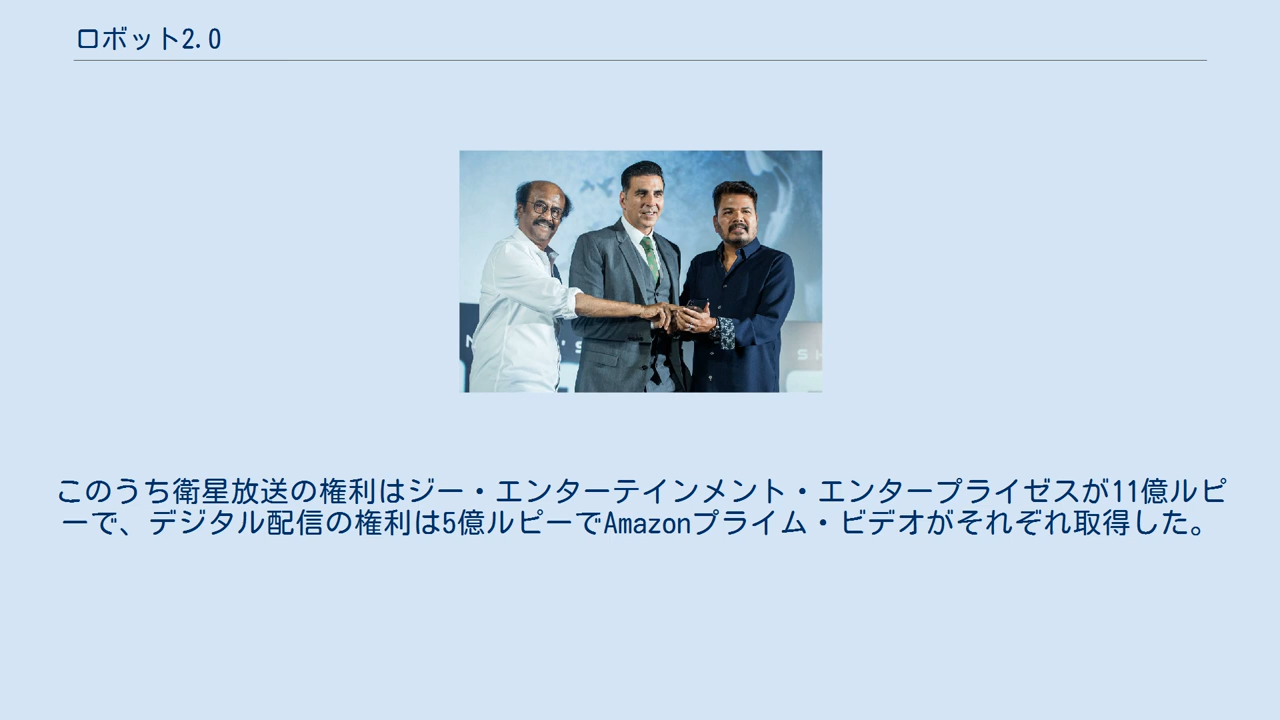 ロボット2.0
このうち衛星放送の権利はジー・エンターテインメント・エンタープライゼスが11億ルピ
ーで、デジタル配信の権利は5億ルピーでAmazonプライム・ビデオがそれぞれ取得した。